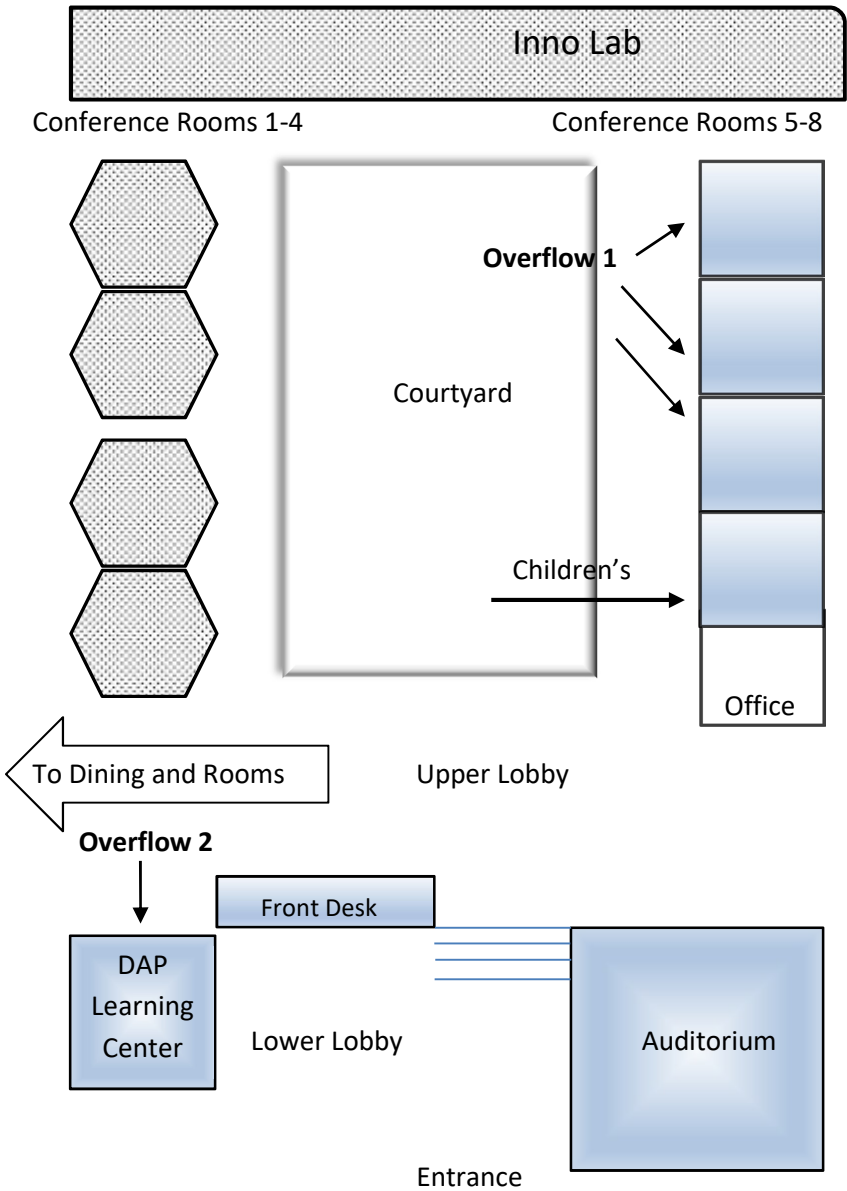 Inno Lab
Conference Rooms 1-4
Conference Rooms 5-8
Overflow 1
Courtyard
Children’s
Office
To Dining and Rooms
Upper Lobby
Overflow 2
Front Desk
DAP
Learning
Center
Lower Lobby
Auditorium
Entrance